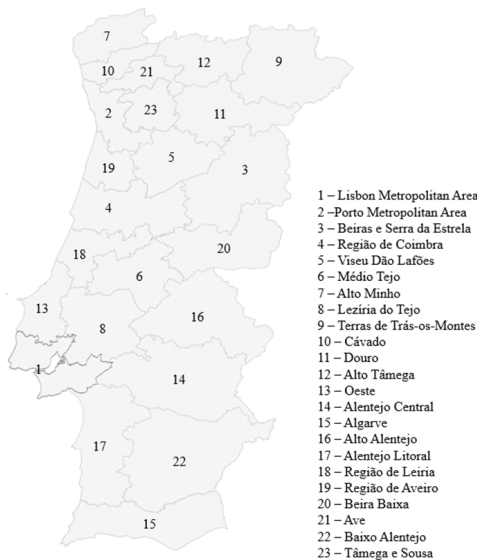 7
12
9
10
21
2
23
11
5
19
3
4
18
20
6
13
8
16
1
14
17
22
15
1 – Lisbon Metropolitan Area
2 –Porto Metropolitan Area
3 – Beiras e Serra da Estrela
4 – Região de Coimbra
5 – Viseu Dão Lafões
6 – Médio Tejo
7 – Alto Minho
8 – Lezíria do Tejo
9 – Terras de Trás-os-Montes
10 – Cávado
11 – Douro
12 – Alto Tâmega
13 – Oeste
14 – Alentejo Central
15 – Algarve
16 – Alto Alentejo
17 – Alentejo Litoral
18 – Região de Leiria
19 – Região de Aveiro
20 – Beira Baixa
21 – Ave
22 – Baixo Alentejo
23 – Tâmega e Sousa